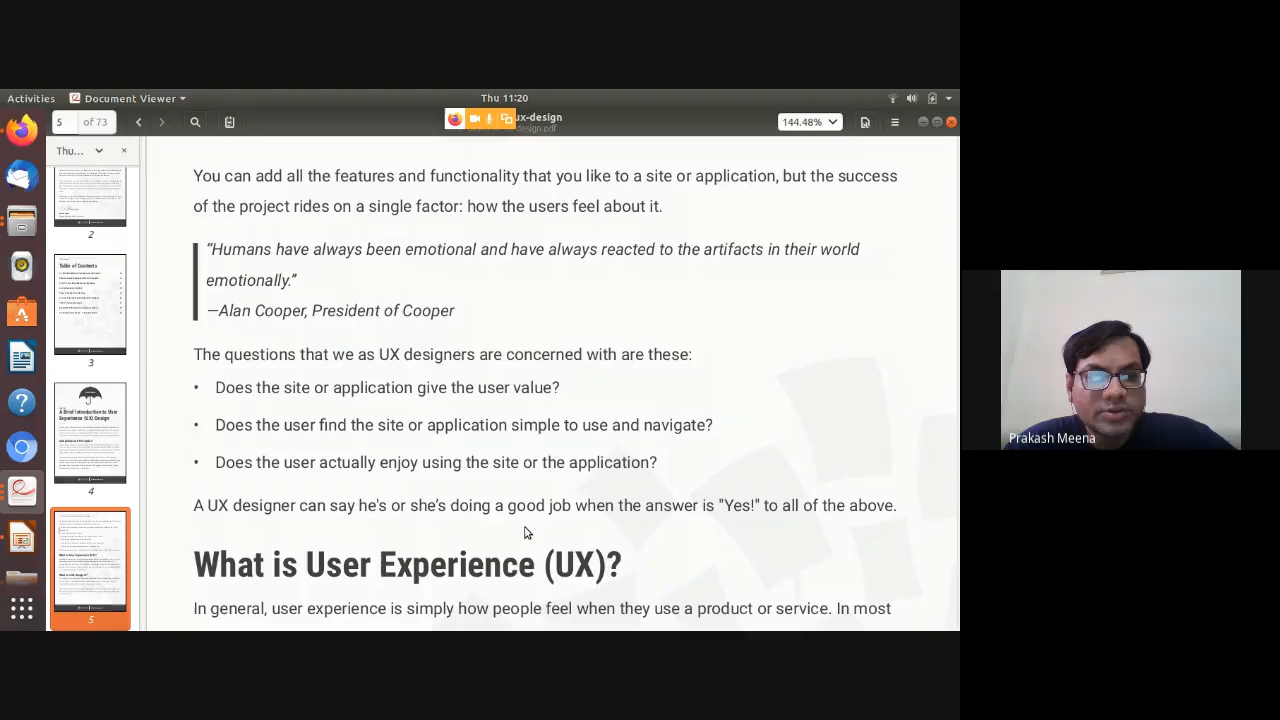 Activities
Document Viewer
Thu 11:20
5
of 73
ux-design
design.pdf
144.48%
Thu...
You can add all the features and functionality that you like to a site or application, but the success
of the project rides on a single factor: how the users feel about it.
“Humans have always been emotional and have always reacted to the artifacts in their world
emotionally.”
—Alan Cooper, President of Cooper
The questions that we as UX designers are concerned with are these:
• Does the site or application give the user value?
• Does the user find the site or application simple to use and navigate?
• Does the user actually enjoy using the site or the application?
A UX designer can say he's or she’s doing a good job when the answer is "Yes!" to all of the above.
What is User Experience (UX)?
In general, user experience is simply how people feel when they use a product or service. In most
2
Table of Contents
3
A Brief Introduction to User
Experience (UX) Design
4
5
Prakash Meena